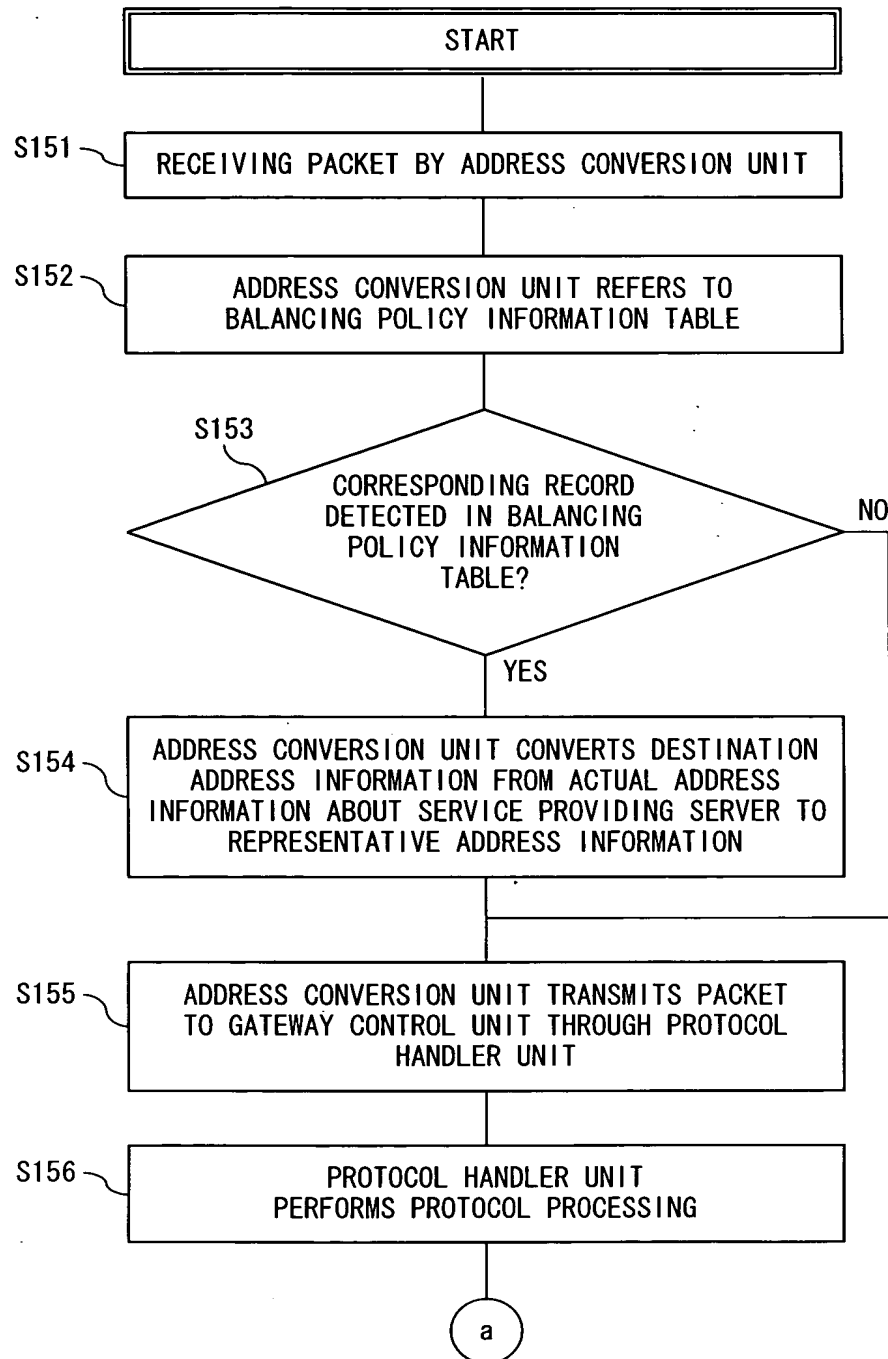 START
S151
RECEIVING PACKET BY ADDRESS CONVERSION UNIT
S152
ADDRESS CONVERSION UNIT REFERS TO
BALANCING POLICY INFORMATION TABLE
S153
CORRESPONDING RECORD
DETECTED IN BALANCING
POLICY INFORMATION
TABLE?
NO
YES
S154
ADDRESS CONVERSION UNIT CONVERTS DESTINATION
ADDRESS INFORMATION FROM ACTUAL ADDRESS
INFORMATION ABOUT SERVICE PROVIDING SERVER TO
REPRESENTATIVE ADDRESS INFORMATION
S155
ADDRESS CONVERSION UNIT TRANSMITS PACKET
TO GATEWAY CONTROL UNIT THROUGH PROTOCOL
HANDLER UNIT
S156
PROTOCOL HANDLER UNIT
PERFORMS PROTOCOL PROCESSING
a